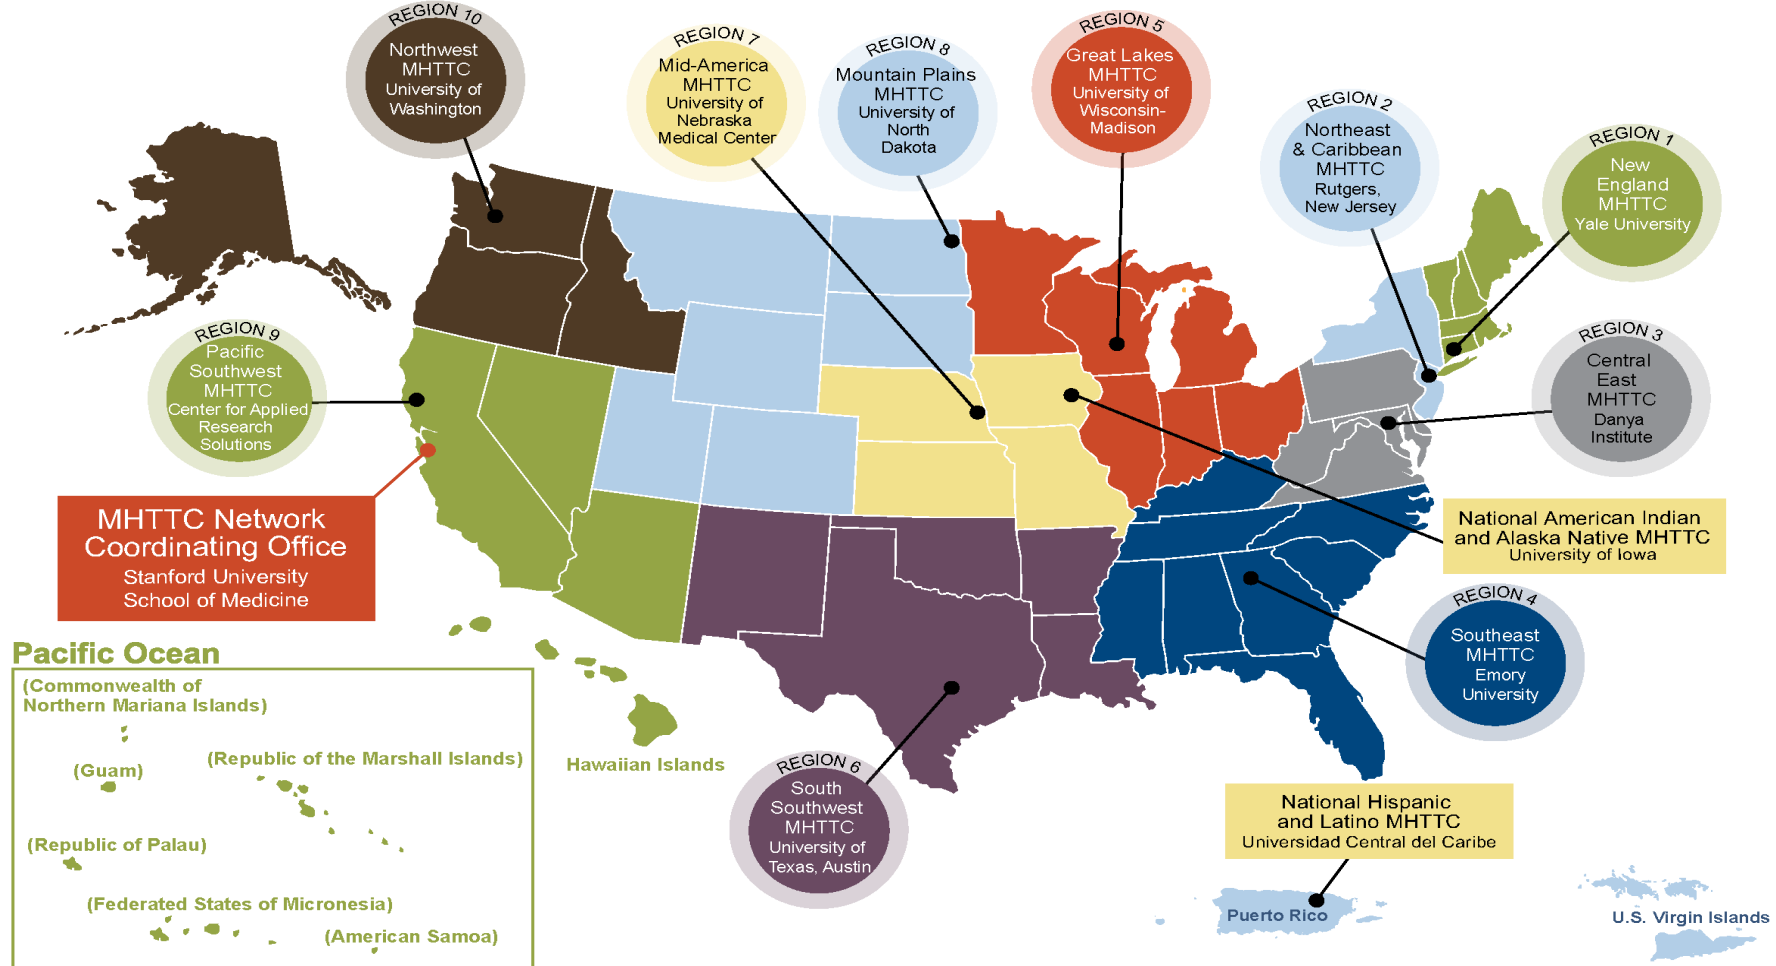 REGION 10
Northwest
MHTTC
University of
Washington
REGION 7
Mid-America
MHTTC
University of
Nebraska
Medical Center
REGION 8
Mountain Plains
MHTTC
University of
North
Dakota
REGION 5
Great Lakes
MHTTC
University of
Wisconsin-
Madison
REGION 2
Northeast
& Caribbean
MHTTC
Rutgers,
New Jersey
REGION 1
New
England
MHTTC
Yale University
REGION 9
Pacific
Southwest
MHTTC
Center for Applied
Research
Solutions
REGION 3
Central
East
MHTTC
Danya
Institute
MHTTC Network
Coordinating Office
Stanford University
School of Medicine
National American Indian
and Alaska Native MHTTC
University of Iowa
REGION 4
Southeast
MHTTC
Emory
University
Pacific Ocean
(Commonwealth of
Northern Mariana Islands)
(Guam)
(Republic of the Marshall Islands)
(Republic of Palau)
(Federated States of Micronesia)
(American Samoa)
Hawaiian Islands
REGION 6
South
Southwest
MHTTC
University of
Texas, Austin
National Hispanic
and Latino MHTTC
Universidad Central del Caribe
Puerto Rico
U.S. Virgin Islands